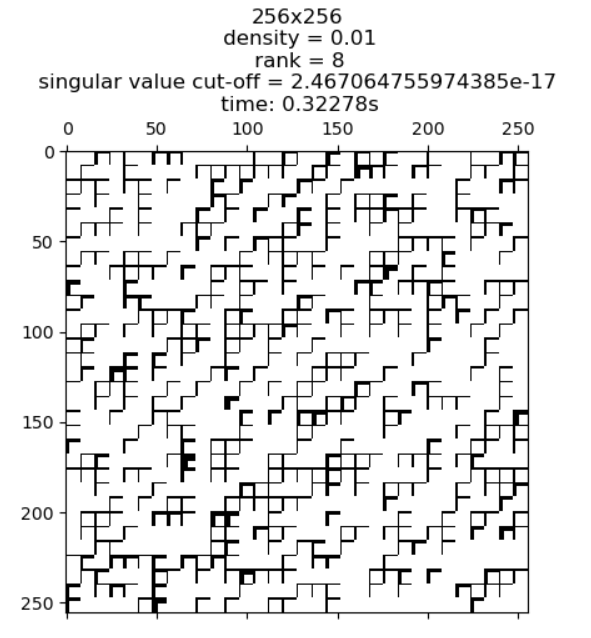 256x256
density = 0.01
rank = 8
singular value cut-off = 2.467064755974385e-17
time: 0.32278s
0 50 100 150 200 250
0
50
100
150
200
250